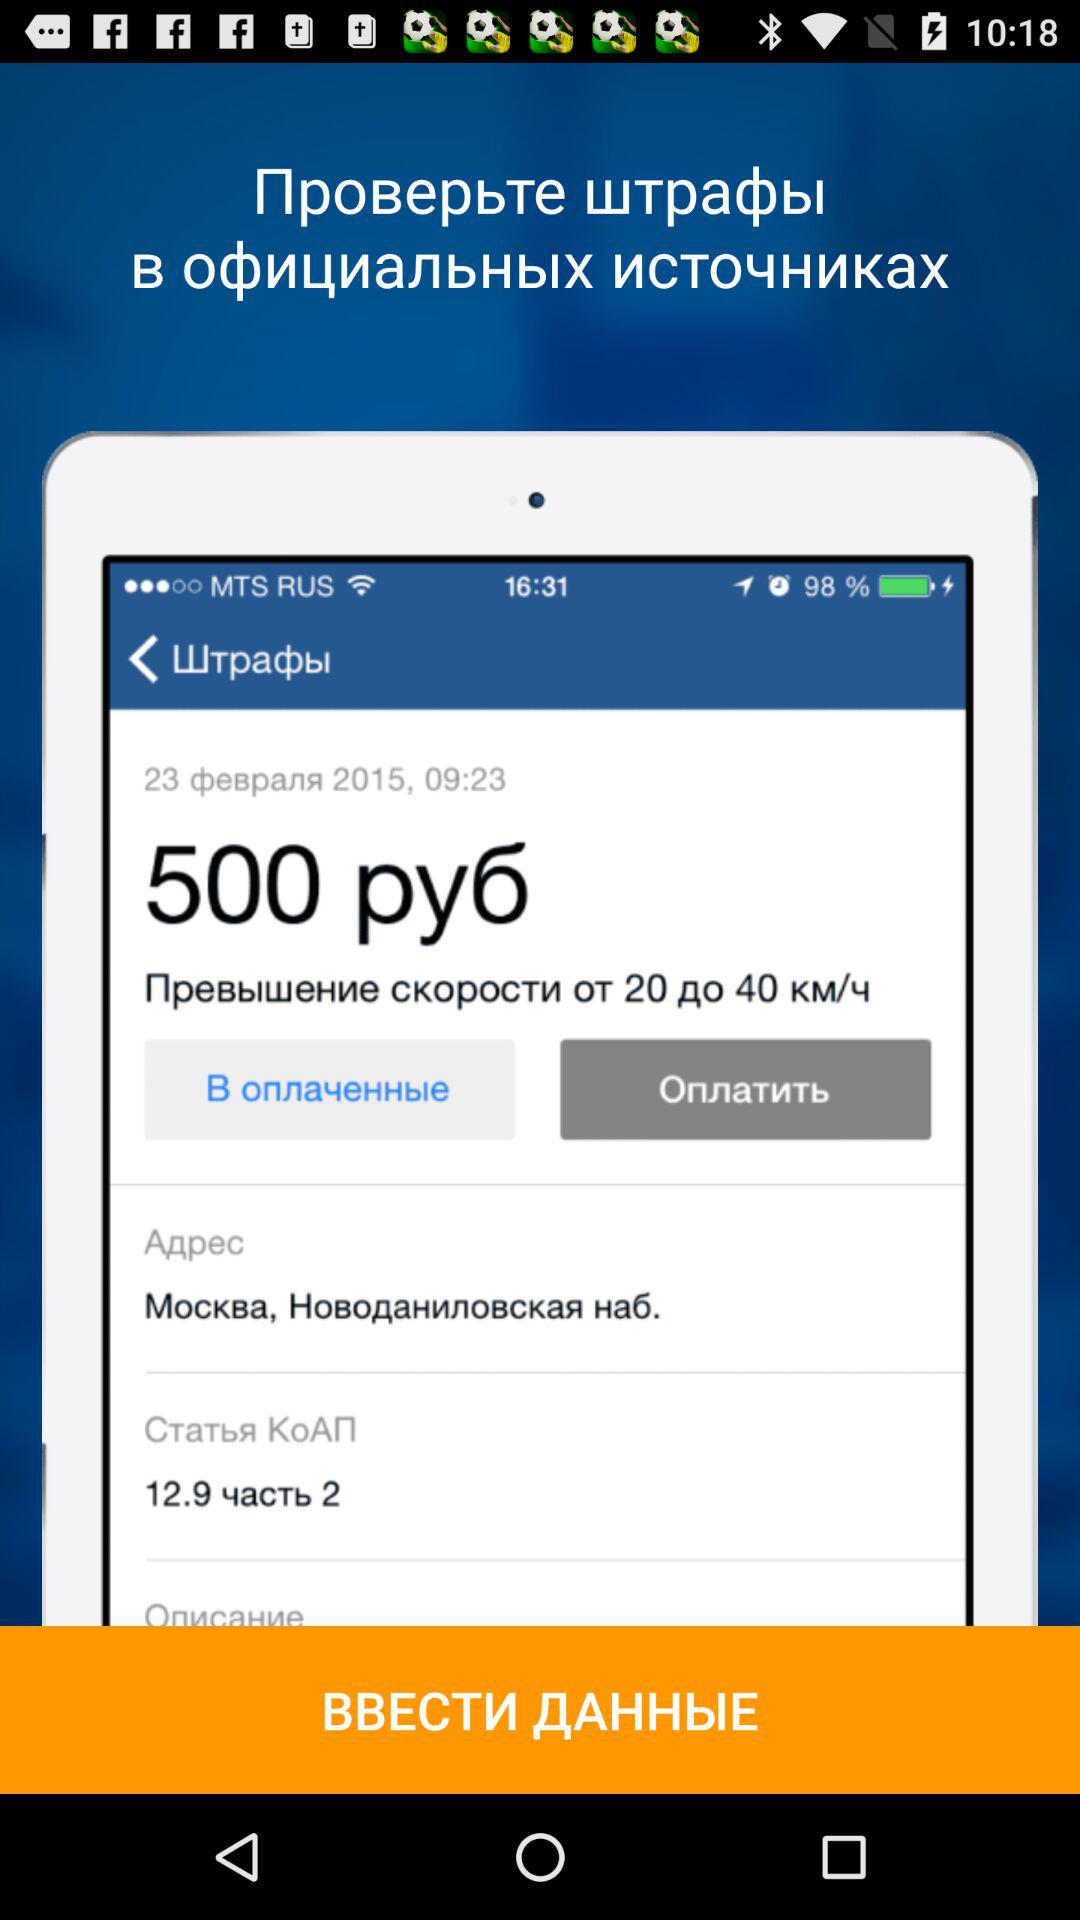 10:18
Проверьте штрафы
в официальных источниках
MTS RUS 16:31 98 %
Штрафы
23 февраля 2015, 09:23
500 руб
Превышение скорости от 20 до 40 км/ч
В оплаченные Оплатить
Адрес
Москва, Новоданиловская наб.
Статья КоАП
12.9 часть 2
Описание
ВВЕСТИ ДАННЫЕ